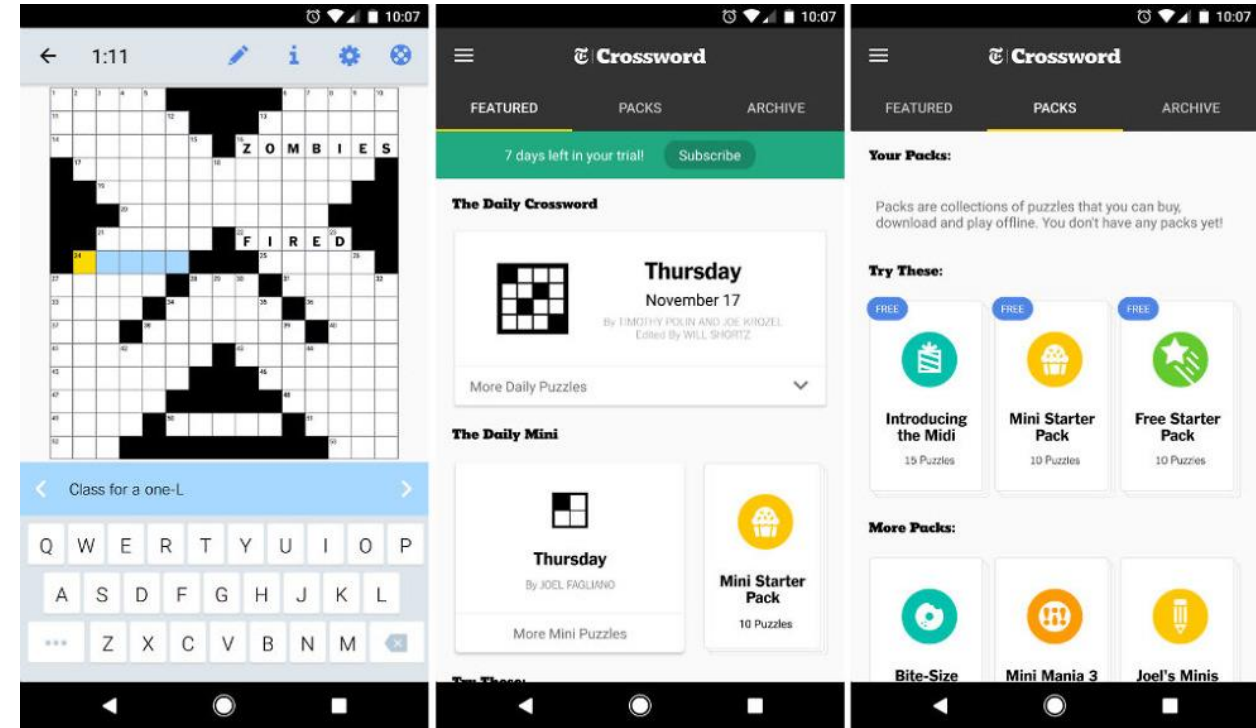 10:07
1:11
ZOMBIES
FIRED
Class for a one-L
Q W E R T Y U I O P
A S D F G H J K L
Z X C V B N M
10:07
Crossword
FEATURED PACKS ARCHIVE
7 days left in your trial! Subscribe
The Daily Crossword
Thursday
November 17
By TIMOTHY POLIN AND JOE KROZEL
Edited By WILL SHORTZ
More Daily Puzzles
The Daily Mini
Thursday
By JOEL FAGLIANO
More Mini Puzzles
Mini Starter
Pack
10 Puzzles
Try These:
10:07
Crossword
FEATURED PACKS ARCHIVE
Your Packs:
Packs are collections of puzzles that you can buy,
download and play offline. You don't have any packs yet!
Try These:
FREE
Introducing
the Midi
15 Puzzles
FREE
Mini Starter
Pack
10 Puzzles
FREE
Free Starter
Pack
10 Puzzles
More Packs:
Bite-Size
Mini Mania 3
Joel's Minis